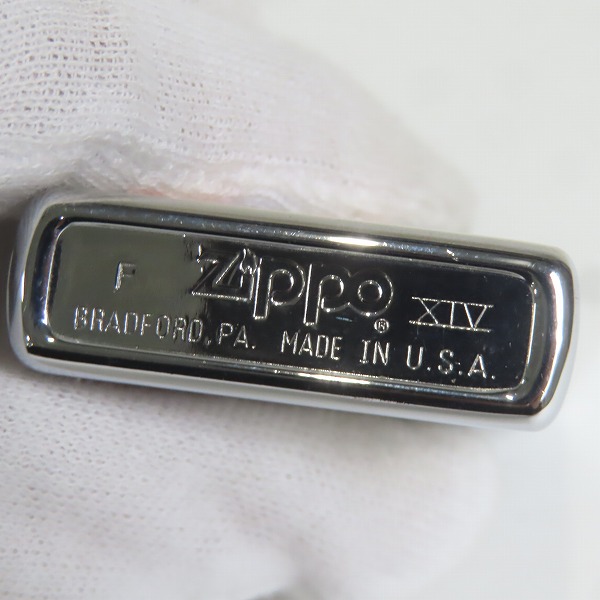 F Zippo ® XIV
BRADFORD, PA. MADE IN U.S.A.